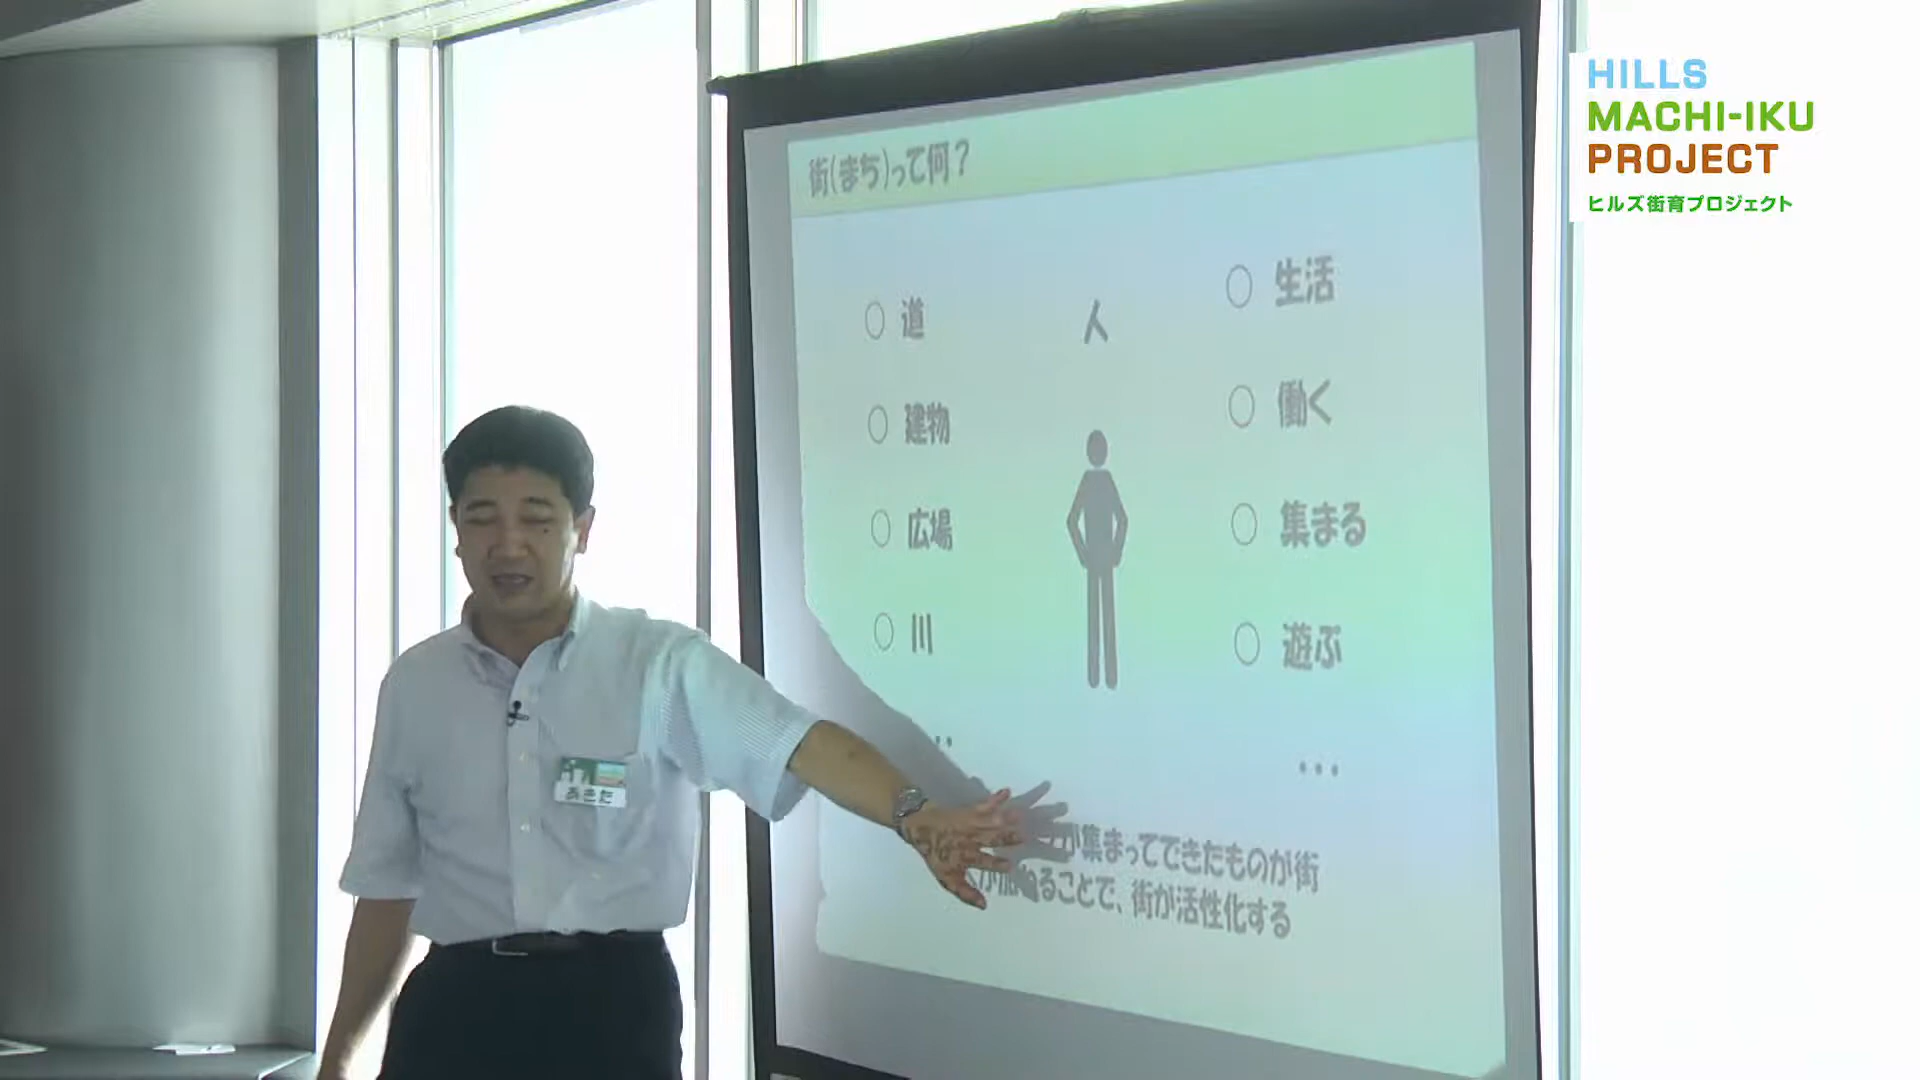 HILLS
MACHI-IKU
PROJECT
ヒルズ街育プロジェクト
街(まち)って何？
○ 道
○ 建物
○ 広場
○ 川
…
人
○ 生活
○ 働く
○ 集まる
○ 遊ぶ
…
が集まってできたものが街
ることで、街が活性化する
あきた